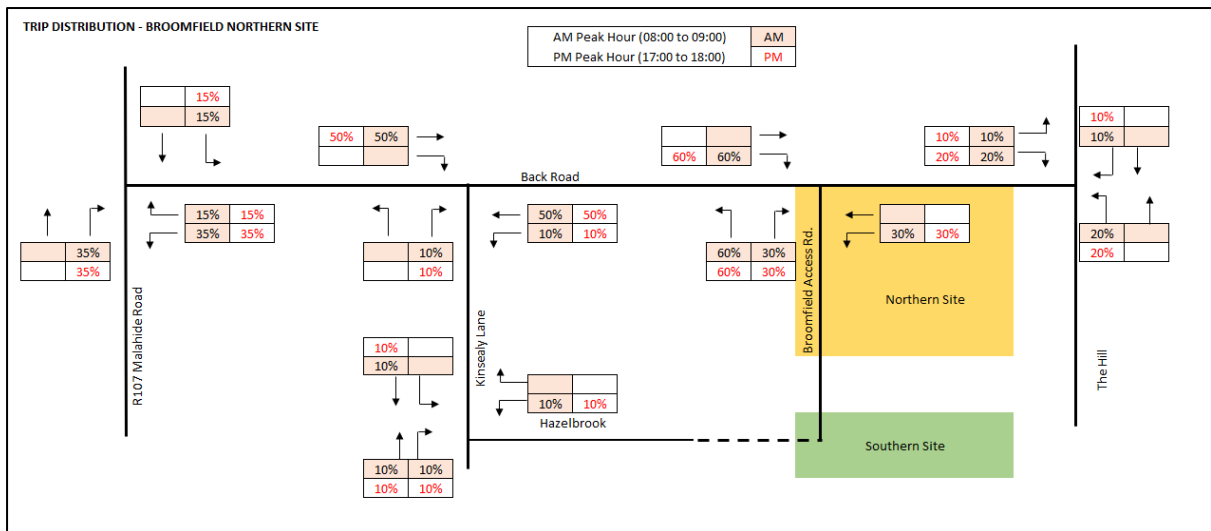 TRIP DISTRIBUTION - BROOMFIELD NORTHERN SITE
AM Peak Hour (08:00 to 09:00) AM
PM Peak Hour (17:00 to 18:00) PM
15%
15%
50% 50%
60% 60%
10% 10%
20% 20%
10%
10%
Back Road
35%
35%
15% 15%
35% 35%
10%
10%
50% 50%
10% 10%
60% 30%
60% 30%
30% 30%
20%
20%
R107 Malahide Road
Kinsealy Lane
Broomfield Access Rd.
Northern Site
The Hill
10%
10%
10% 10%
Hazelbrook
Southern Site
10% 10%
10% 10%